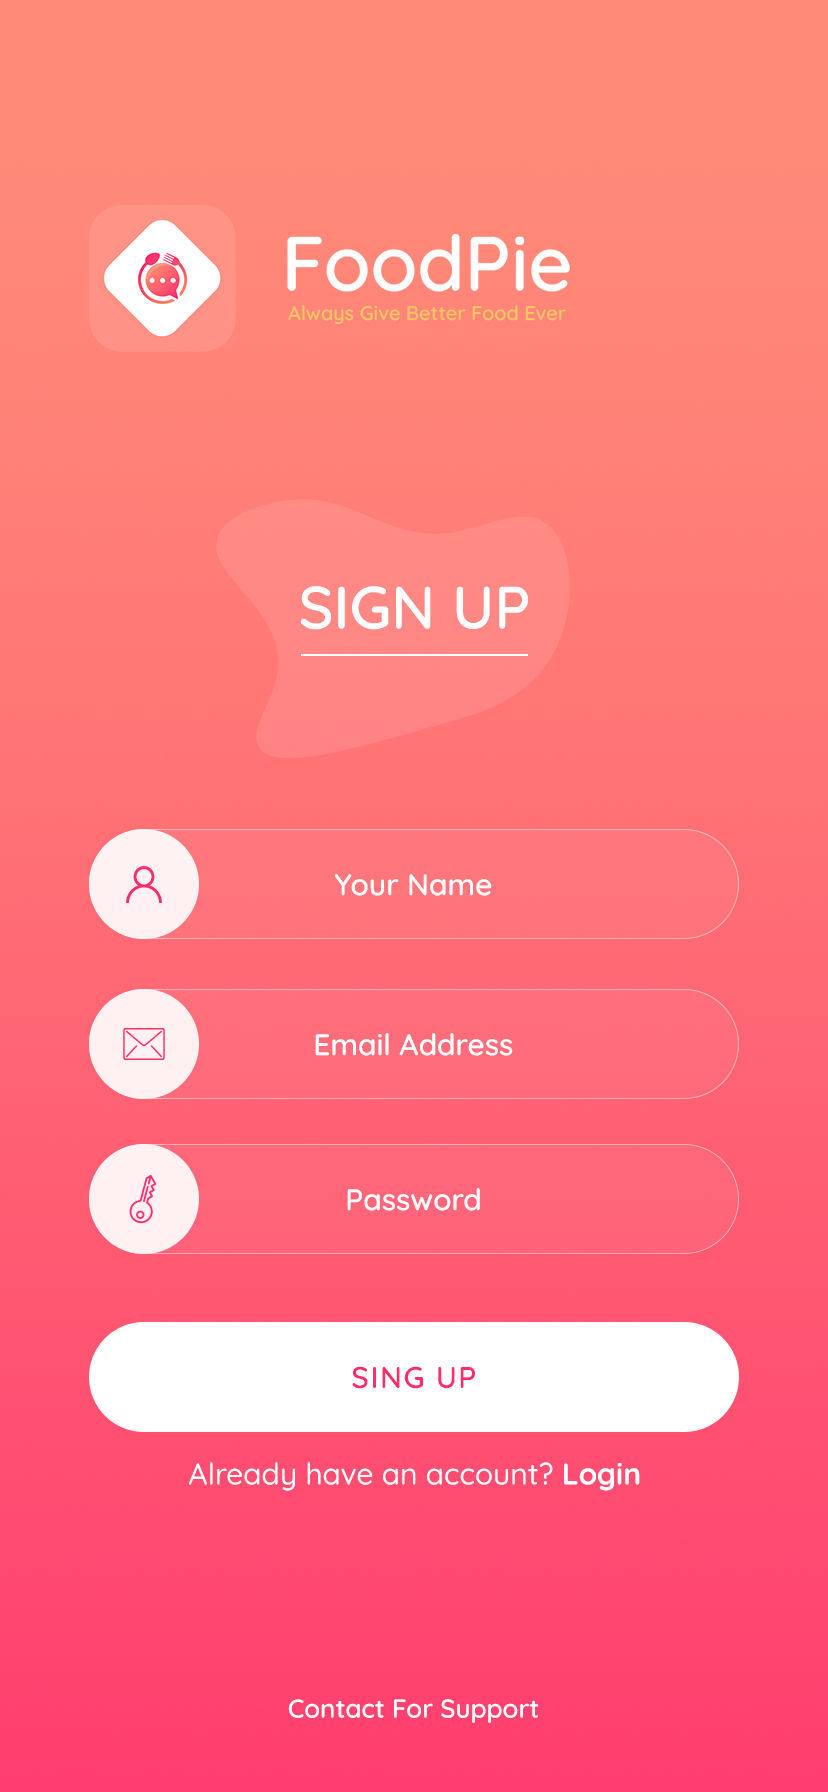 FoodPie
Always Give Better Food Ever
SIGN UP
Your Name
Email Address
Password
SING UP
Already have an account? Login
Contact For Support